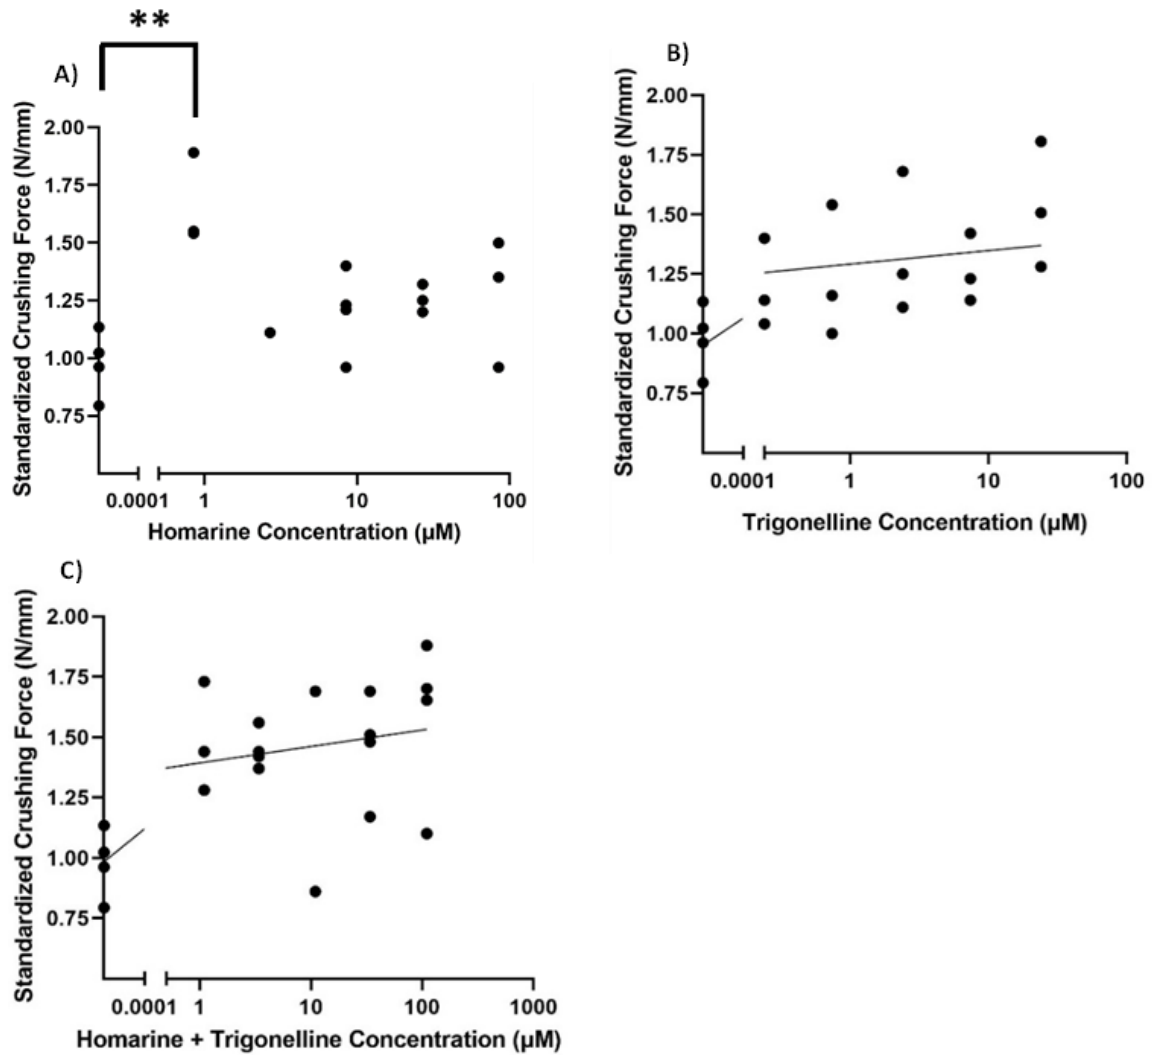 **
A)
Standardized Crushing Force (N/mm)
2.00
1.75
1.50
1.25
1.00
0.75
0.0001 1 10 100
Homarine Concentration (µM)
B)
Standardized Crushing Force (N/mm)
2.00
1.75
1.50
1.25
1.00
0.75
0.0001 1 10 100
Trigonelline Concentration (µM)
C)
Standardized Crushing Force (N/mm)
2.00
1.75
1.50
1.25
1.00
0.75
0.0001 1 10 100 1000
Homarine + Trigonelline Concentration (µM)